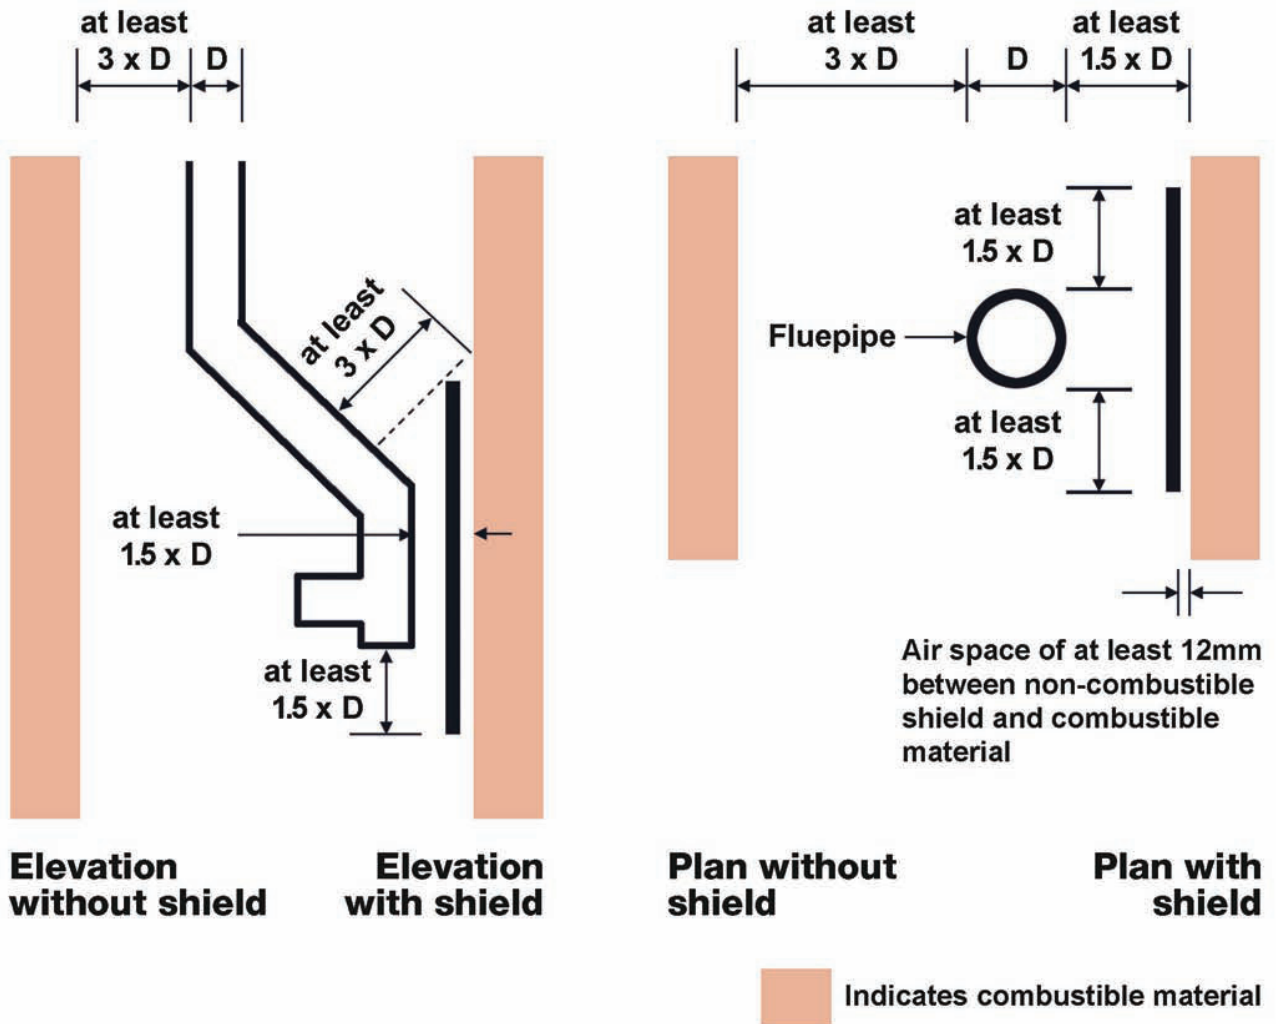 at least
3 x D
D
at least
3 x D
at least
1.5 x D
at least
1.5 x D
at least
3 x D
D
at least
1.5 x D
at least
1.5 x D
Fluepipe
at least
1.5 x D
Air space of at least 12mm
between non-combustible
shield and combustible
material
Elevation
without shield
Elevation
with shield
Plan without
shield
Plan with
shield
Indicates combustible material